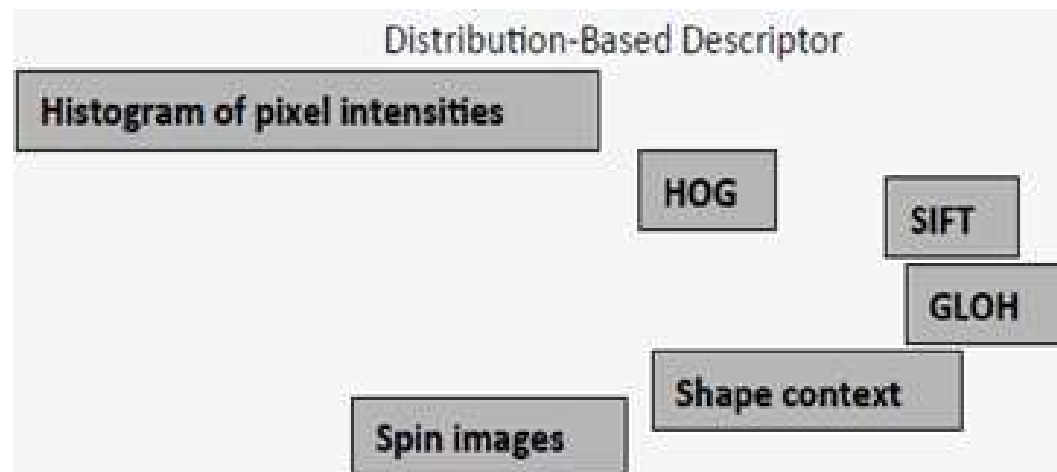 Distribution-Based Descriptor
Histogram of pixel intensities
HOG
SIFT
GLOH
Shape context
Spin images